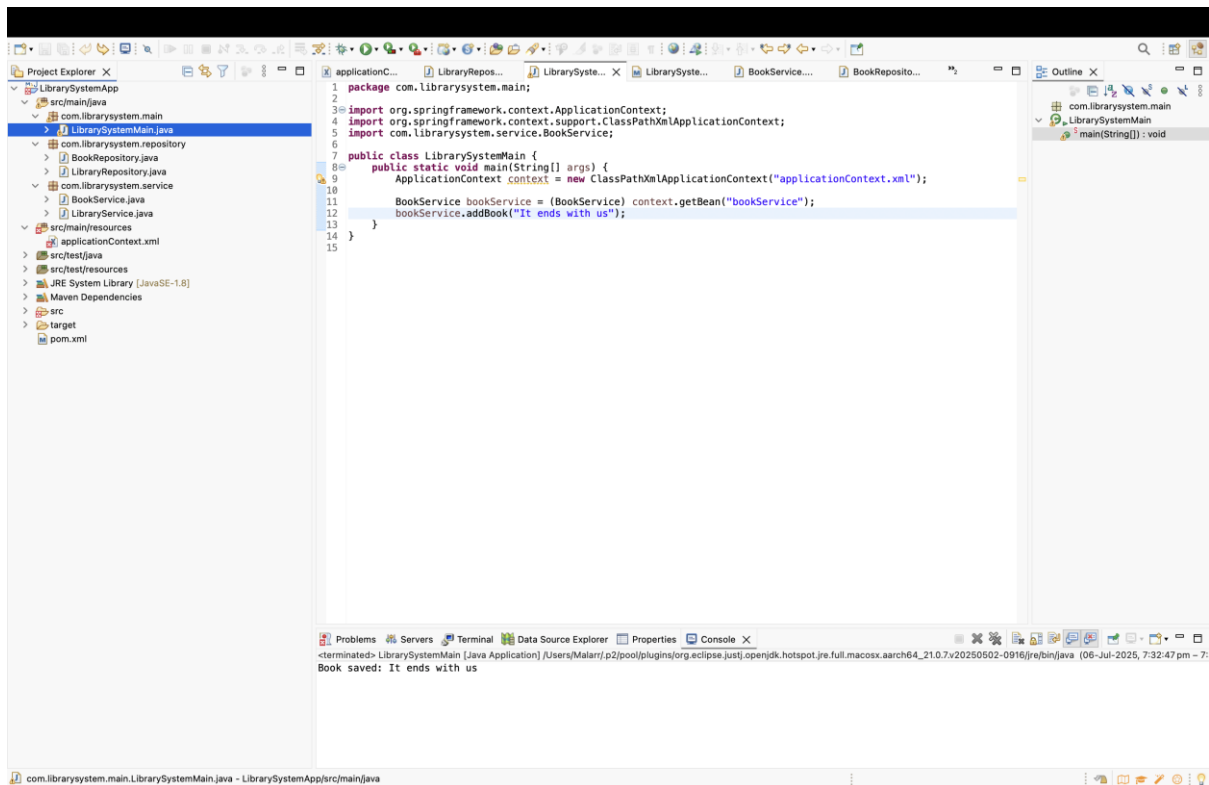 Project Explorer
LibrarySystemApp
src/main/java
com.librarysystem.main
LibrarySystemMain.java
com.librarysystem.repository
BookRepository.java
LibraryRepository.java
com.librarysystem.service
BookService.java
LibraryService.java
src/main/resources
applicationContext.xml
src/test/java
src/test/resources
JRE System Library [JavaSE-1.8]
Maven Dependencies
src
target
pom.xml
applicationC... LibraryRepos... LibrarySyste... LibrarySyste... BookService.... BookReposito... 2
1 package com.librarysystem.main;
2
3 import org.springframework.context.ApplicationContext;
4 import org.springframework.context.support.ClassPathXmlApplicationContext;
5 import com.librarysystem.service.BookService;
6
7 public class LibrarySystemMain {
8 public static void main(String[] args) {
9 ApplicationContext context = new ClassPathXmlApplicationContext("applicationContext.xml");
10
11 BookService bookService = (BookService) context.getBean("bookService");
12 bookService.addBook("It ends with us");
13 }
14 }
15
Outline
com.librarysystem.main
LibrarySystemMain
main(String[]) : void
Problems Servers Terminal Data Source Explorer Properties Console
<terminated> LibrarySystemMain [Java Application] /Users/Malarr/.p2/pool/plugins/org.eclipse.justj.openjdk.hotspot.jre.full.macosx.aarch64_21.0.7.v20250502-0916/jre/bin/java (06-Jul-2025, 7:32:47 pm – 7:
Book saved: It ends with us
com.librarysystem.main.LibrarySystemMain.java - LibrarySystemApp/src/main/java